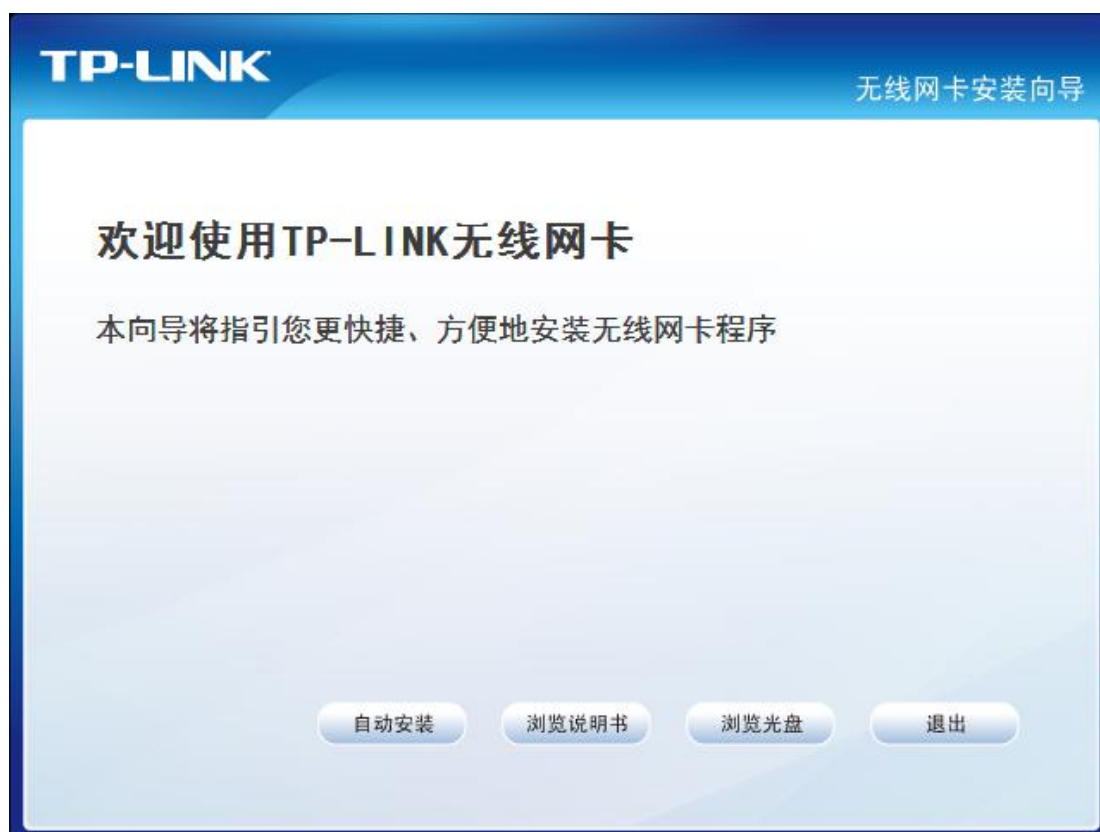 TP-LINK
无线网卡安装向导
欢迎使用TP-LINK无线网卡
本向导将指引您更快捷、方便地安装无线网卡程序
自动安装 浏览说明书 浏览光盘 退出